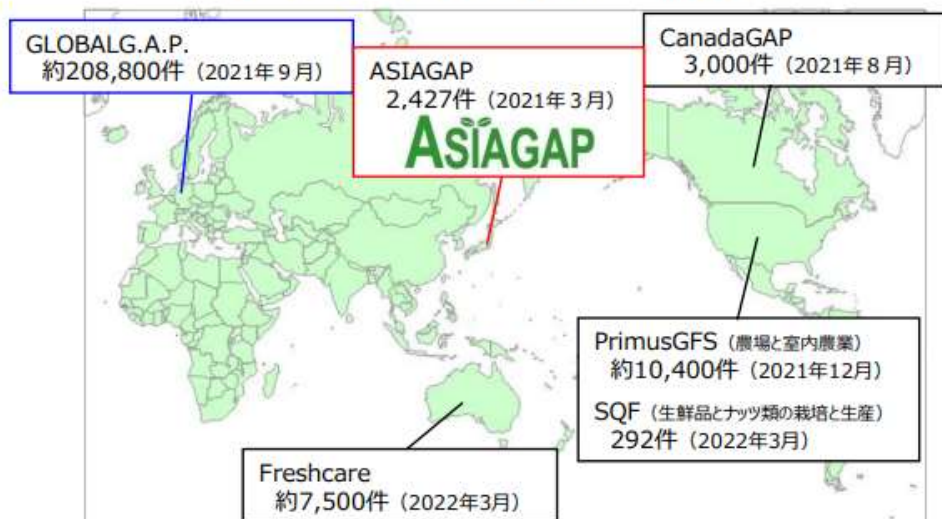 GLOBALG.A.P.
約208,800件（2021年９月）
ASIAGAP
2,427件（2021年３月）
ASIAGAP
CanadaGAP
3,000件（2021年８月）
PrimusGFS（農場と室内農業）
約10,400件（2021年12月）
SQF（生鮮品とナッツ類の栽培と生産）
292件（2022年3月）
Freshcare
約7,500件（2022年3月）